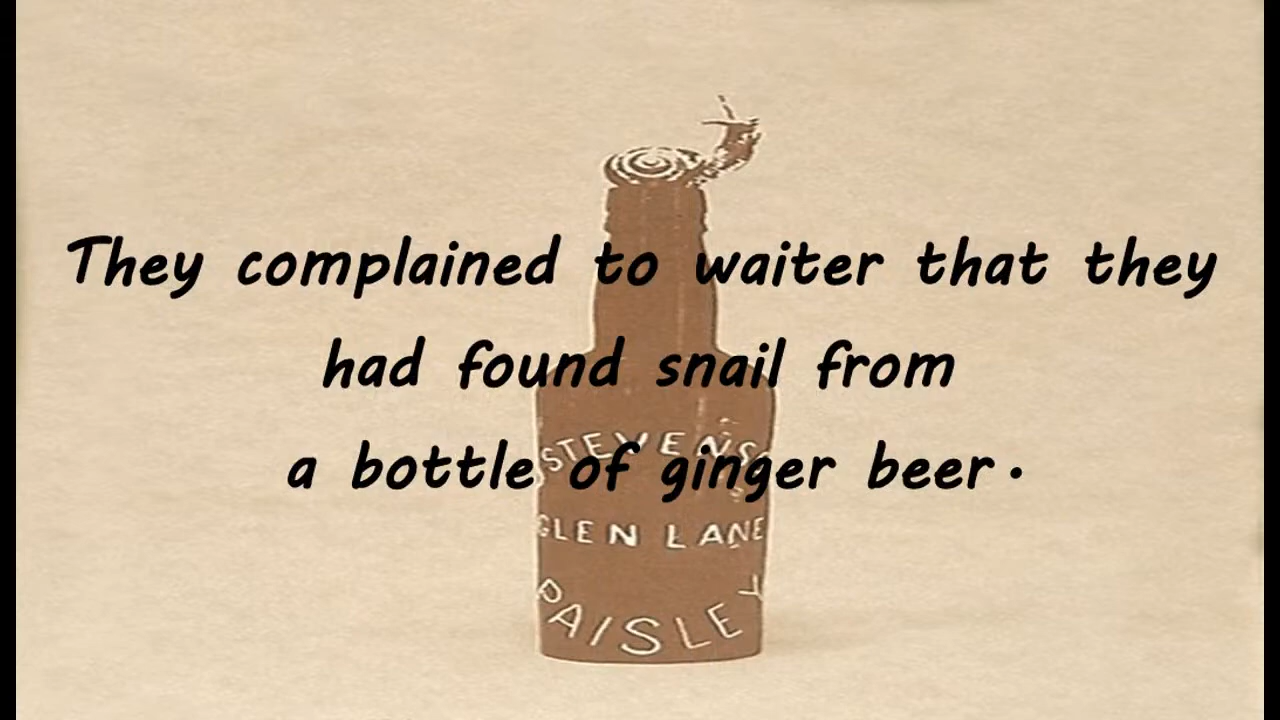 They complained to waiter that they
had found snail from
a bottle of ginger beer.
STEVENS
GLEN LANE
PAISLEY